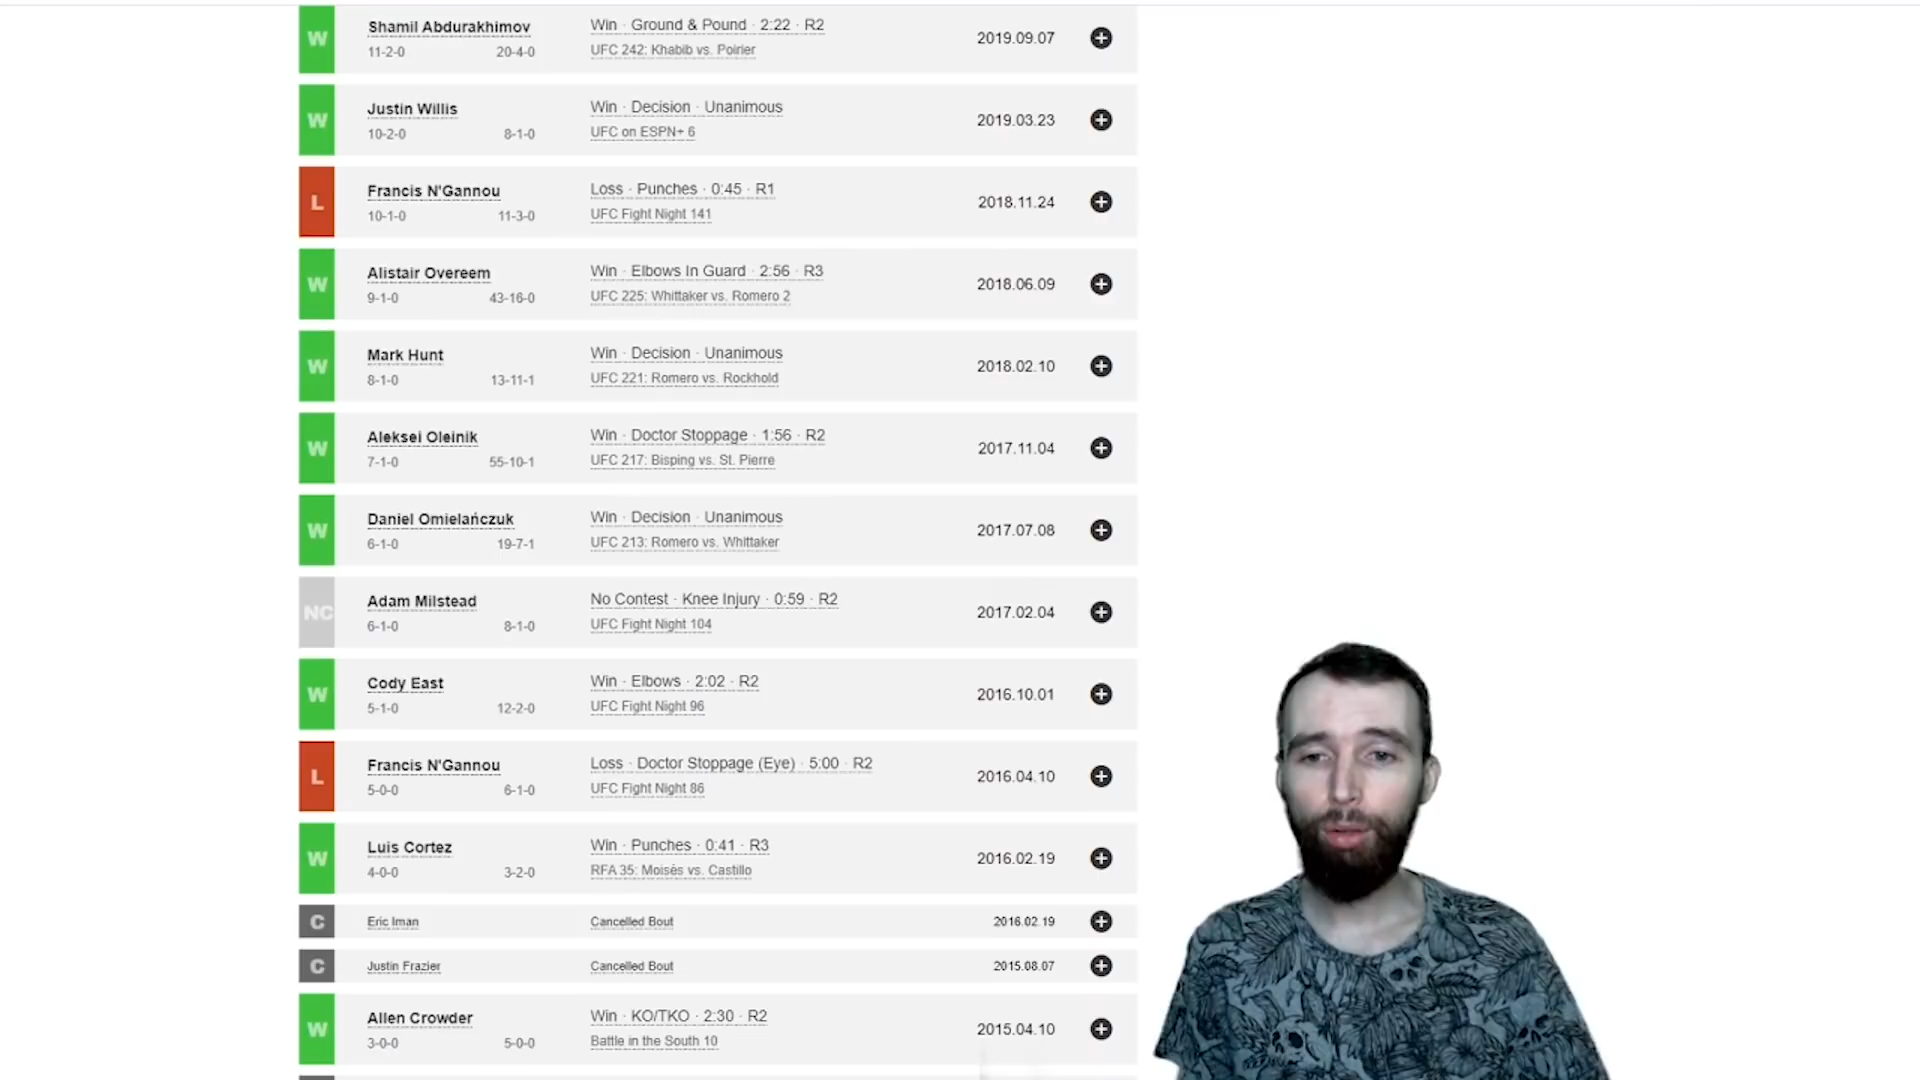 W
Shamil Abdurakhimov
11-2-0 20-4-0
Win · Ground & Pound · 2:22 · R2
UFC 242: Khabib vs. Poirier
2019.09.07
W
Justin Willis
10-2-0 8-1-0
Win · Decision · Unanimous
UFC on ESPN+ 6
2019.03.23
L
Francis N'Gannou
10-1-0 11-3-0
Loss · Punches · 0:45 · R1
UFC Fight Night 141
2018.11.24
W
Alistair Overeem
9-1-0 43-16-0
Win · Elbows In Guard · 2:56 · R3
UFC 225: Whittaker vs. Romero 2
2018.06.09
W
Mark Hunt
8-1-0 13-11-1
Win · Decision · Unanimous
UFC 221: Romero vs. Rockhold
2018.02.10
W
Aleksei Oleinik
7-1-0 55-10-1
Win · Doctor Stoppage · 1:56 · R2
UFC 217: Bisping vs. St. Pierre
2017.11.04
W
Daniel Omielańczuk
6-1-0 19-7-1
Win · Decision · Unanimous
UFC 213: Romero vs. Whittaker
2017.07.08
NC
Adam Milstead
6-1-0 8-1-0
No Contest · Knee Injury · 0:59 · R2
UFC Fight Night 104
2017.02.04
W
Cody East
5-1-0 12-2-0
Win · Elbows · 2:02 · R2
UFC Fight Night 96
2016.10.01
L
Francis N'Gannou
5-0-0 6-1-0
Loss · Doctor Stoppage (Eye) · 5:00 · R2
UFC Fight Night 86
2016.04.10
W
Luis Cortez
4-0-0 3-2-0
Win · Punches · 0:41 · R3
RFA 35: Moisés vs. Castillo
2016.02.19
C
Eric Iman
Cancelled Bout
2016.02.19
C
Justin Frazier
Cancelled Bout
2015.08.07
W
Allen Crowder
3-0-0 5-0-0
Win · KO/TKO · 2:30 · R2
Battle in the South 10
2015.04.10